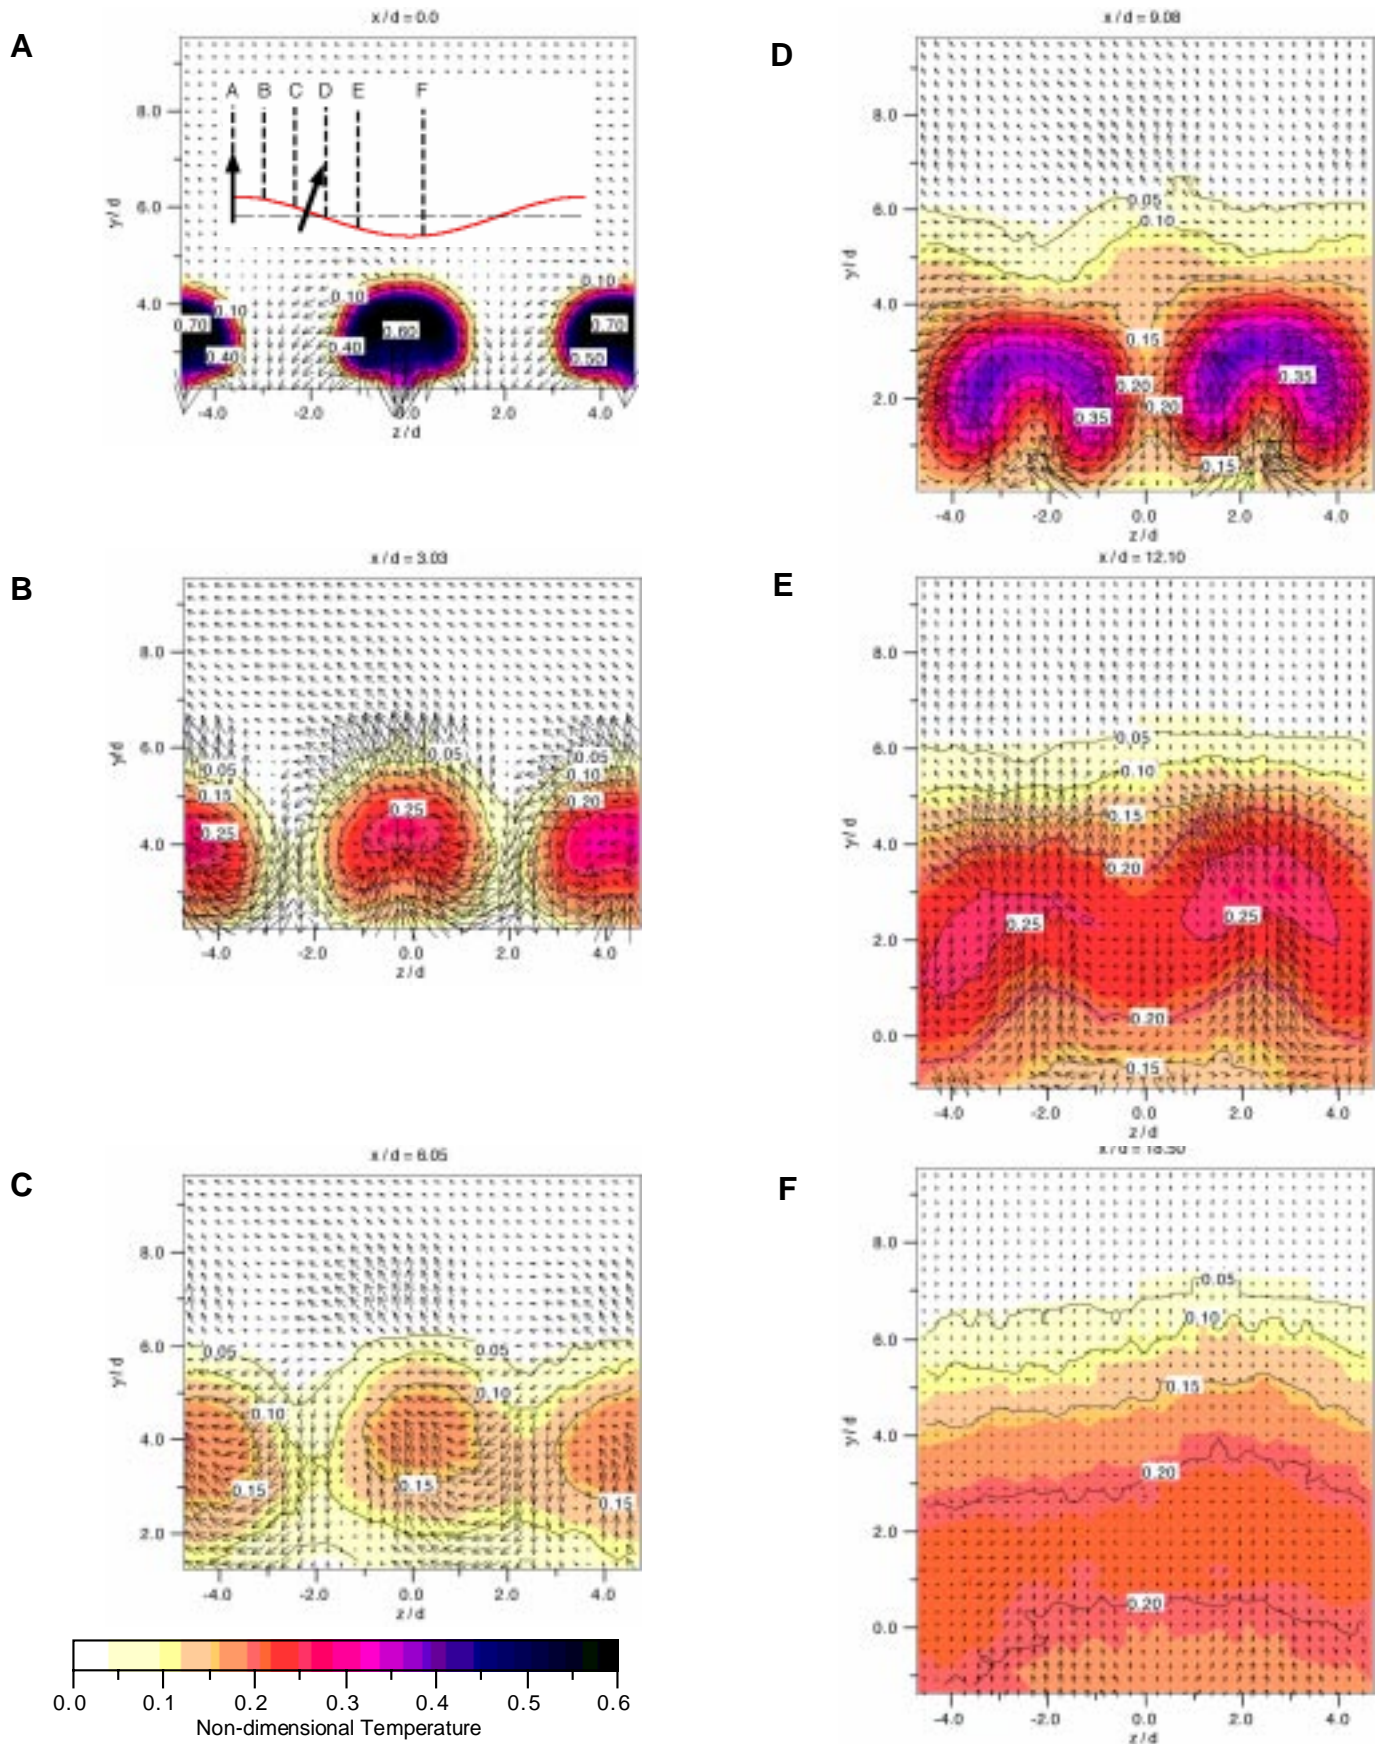 A
x / d = 0.0
A B C D E F
8.0
6.0
4.0
y / d
0.10
0.10
0.10
0.70
0.60
0.70
0.40
0.40
0.50
-4.0 -2.0 0.0 2.0 4.0
z / d
B
x / d = 3.03
8.0
6.0
4.0
y/d
0.05
0.05
0.05
0.10
0.15
0.20
0.25
0.25
-4.0 -2.0 0.0 2.0 4.0
z / d
C
x / d = 6.05
8.0
6.0
4.0
2.0
y / d
0.05
0.05
0.10
0.10
0.15
0.15
0.15
-4.0 -2.0 0.0 2.0 4.0
z / d
0.0 0.1 0.2 0.3 0.4 0.5 0.6
Non-dimensional Temperature
D
x / d = 9.08
8.0
6.0
4.0
2.0
y / d
0.05
0.10
0.15
0.20
0.20
0.35
0.35
0.15
-4.0 -2.0 0.0 2.0 4.0
z / d
E
x / d = 12.10
8.0
6.0
4.0
2.0
0.0
y / d
0.05
0.10
0.15
0.20
0.25
0.25
0.20
0.15
-4.0 -2.0 0.0 2.0 4.0
z / d
F
x / d = 18.50
8.0
6.0
4.0
2.0
0.0
y / d
0.05
0.10
0.15
0.20
0.20
-4.0 -2.0 0.0 2.0 4.0
z / d